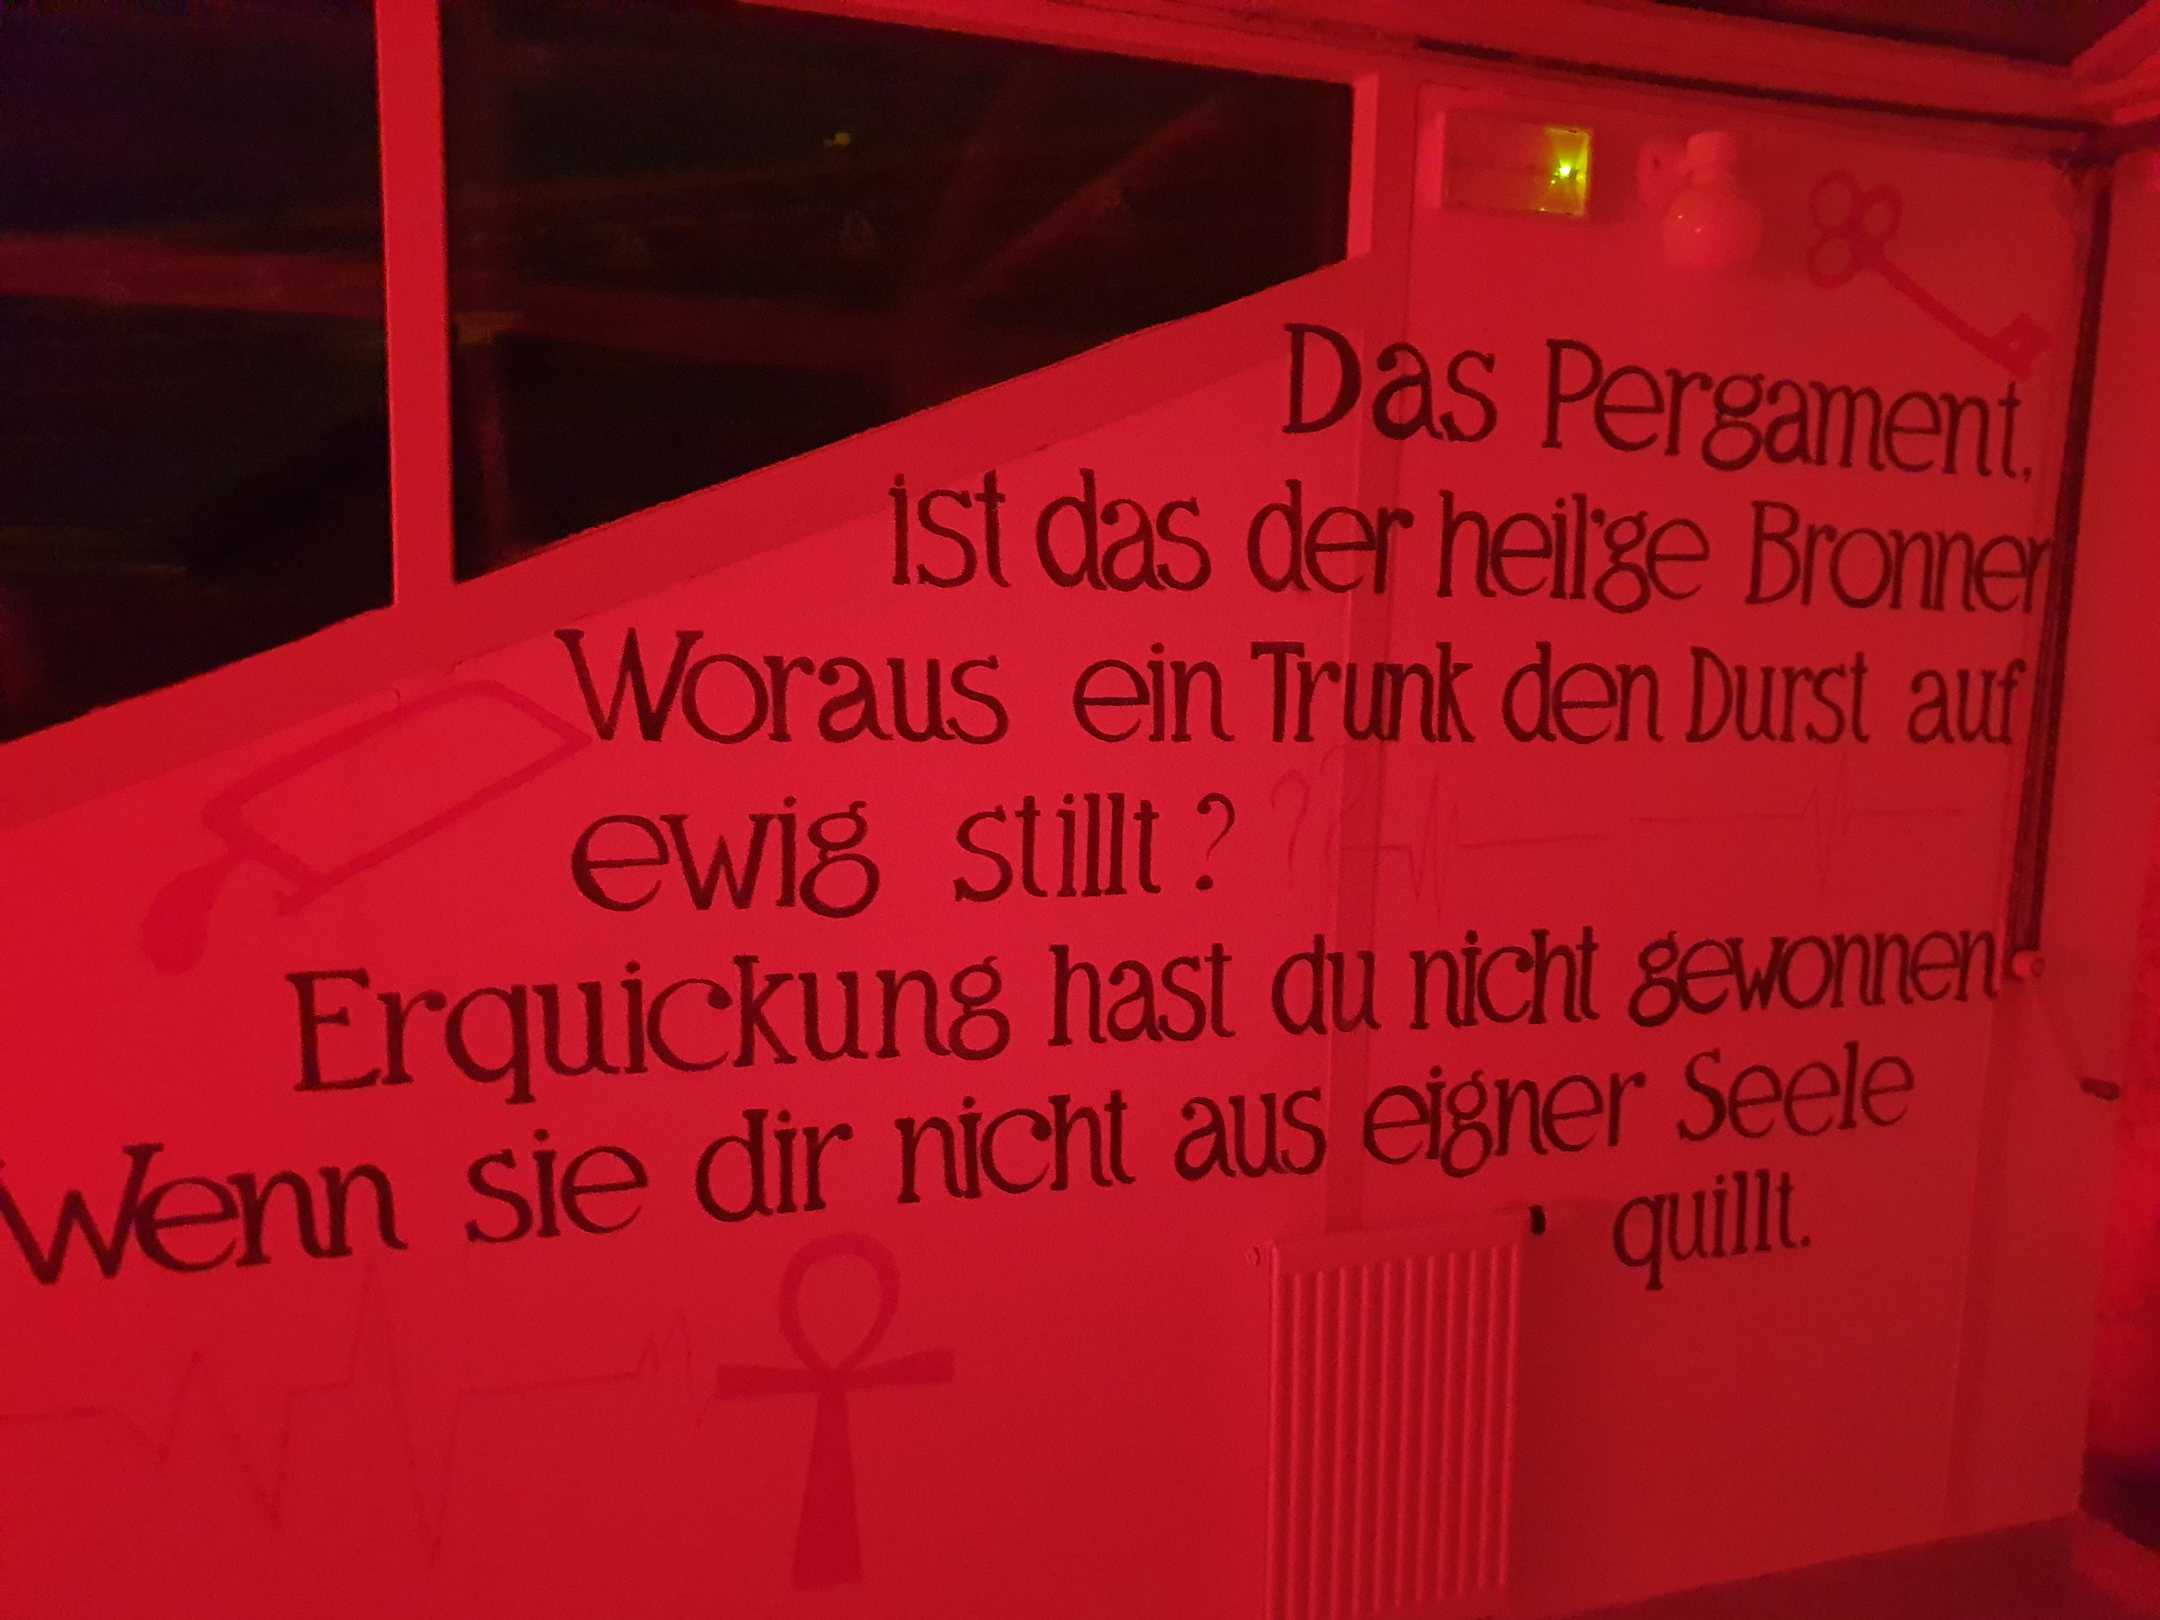 Das Pergament,
ist das der heil'ge Bronnen
Woraus ein Trunk den Durst auf
ewig stillt?
Erquickung hast du nicht gewonnen
Wenn sie dir nicht aus eigner Seele
quillt.